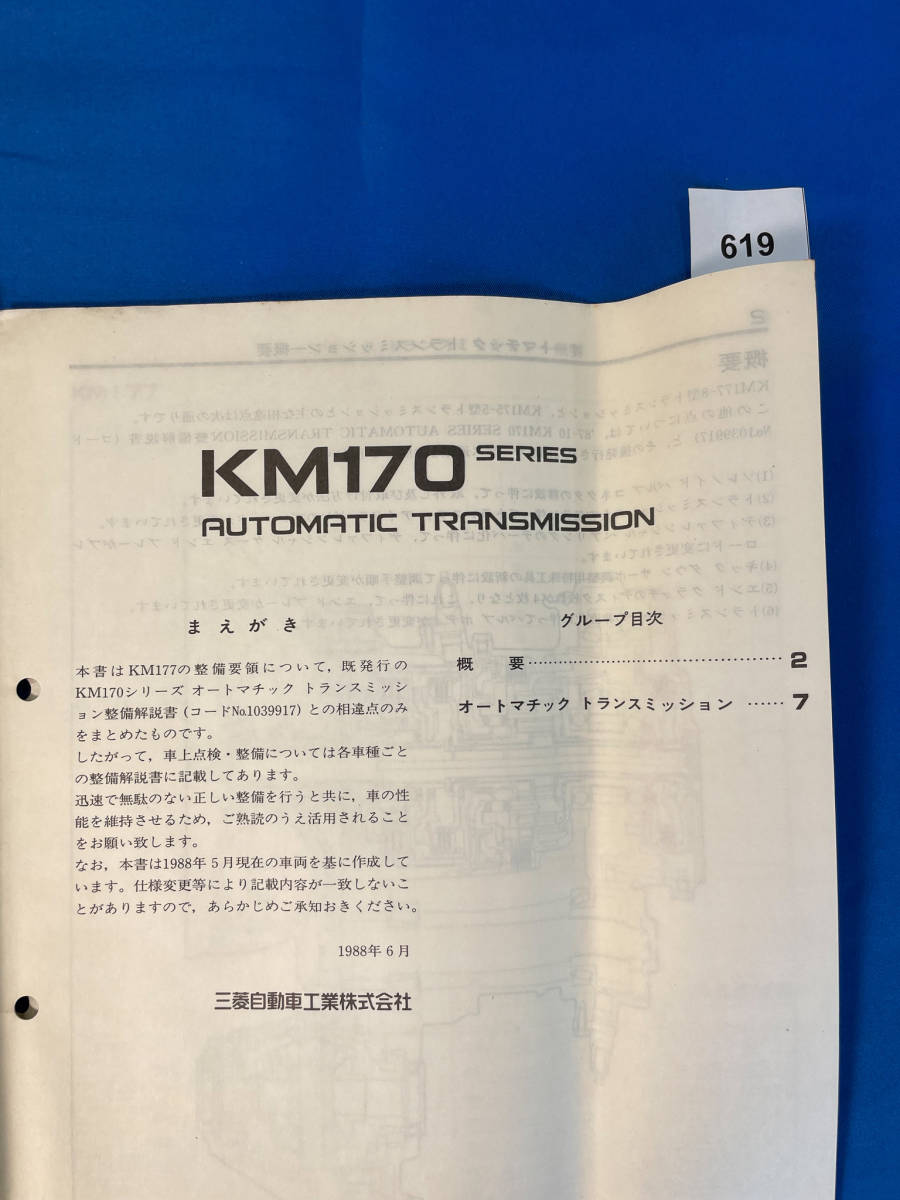 619
KM170 SERIES
AUTOMATIC TRANSMISSION
まえがき
本書はKM177の整備要領について，既発行の
KM170シリーズ オートマチック トランスミッシ
ョン整備解説書 (コードNo.1039917) との相違点のみ
をまとめたものです。
したがって，車上点検・整備については各車種ごと
の整備解説書に記載してあります。
迅速で無駄のない正しい整備を行うと共に，車の性
能を維持させるため，ご熟読のうえ活用されること
をお願い致します。
なお，本書は1988年5月現在の車両を基に作成して
います。仕様変更等により記載内容が一致しないこ
とがありますので，あらかじめご承知おきください。
1988年6月
三菱自動車工業株式会社
グループ目次
概　要……………………………………2
オートマチック トランスミッション ……7